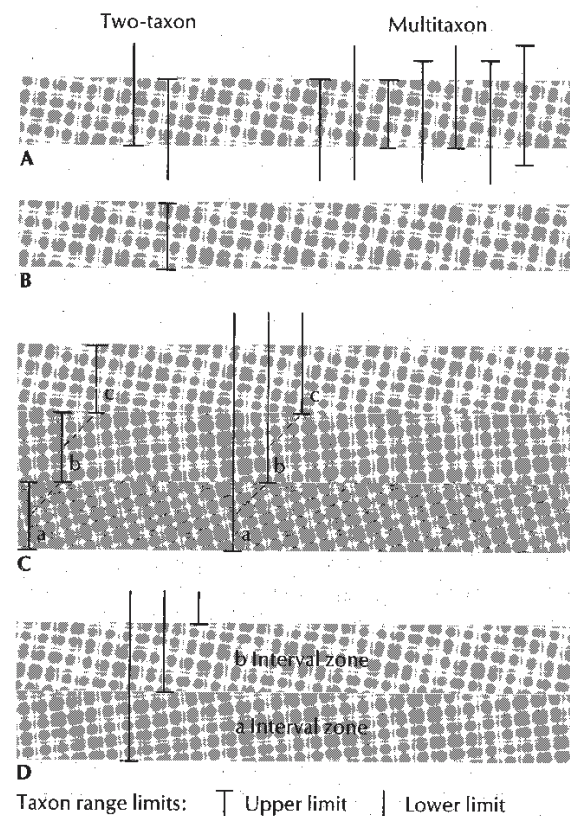 Two-taxon Multitaxon
A
B
c c
b b
a a
C
b Interval zone
a Interval zone
D
Taxon range limits: Upper limit Lower limit